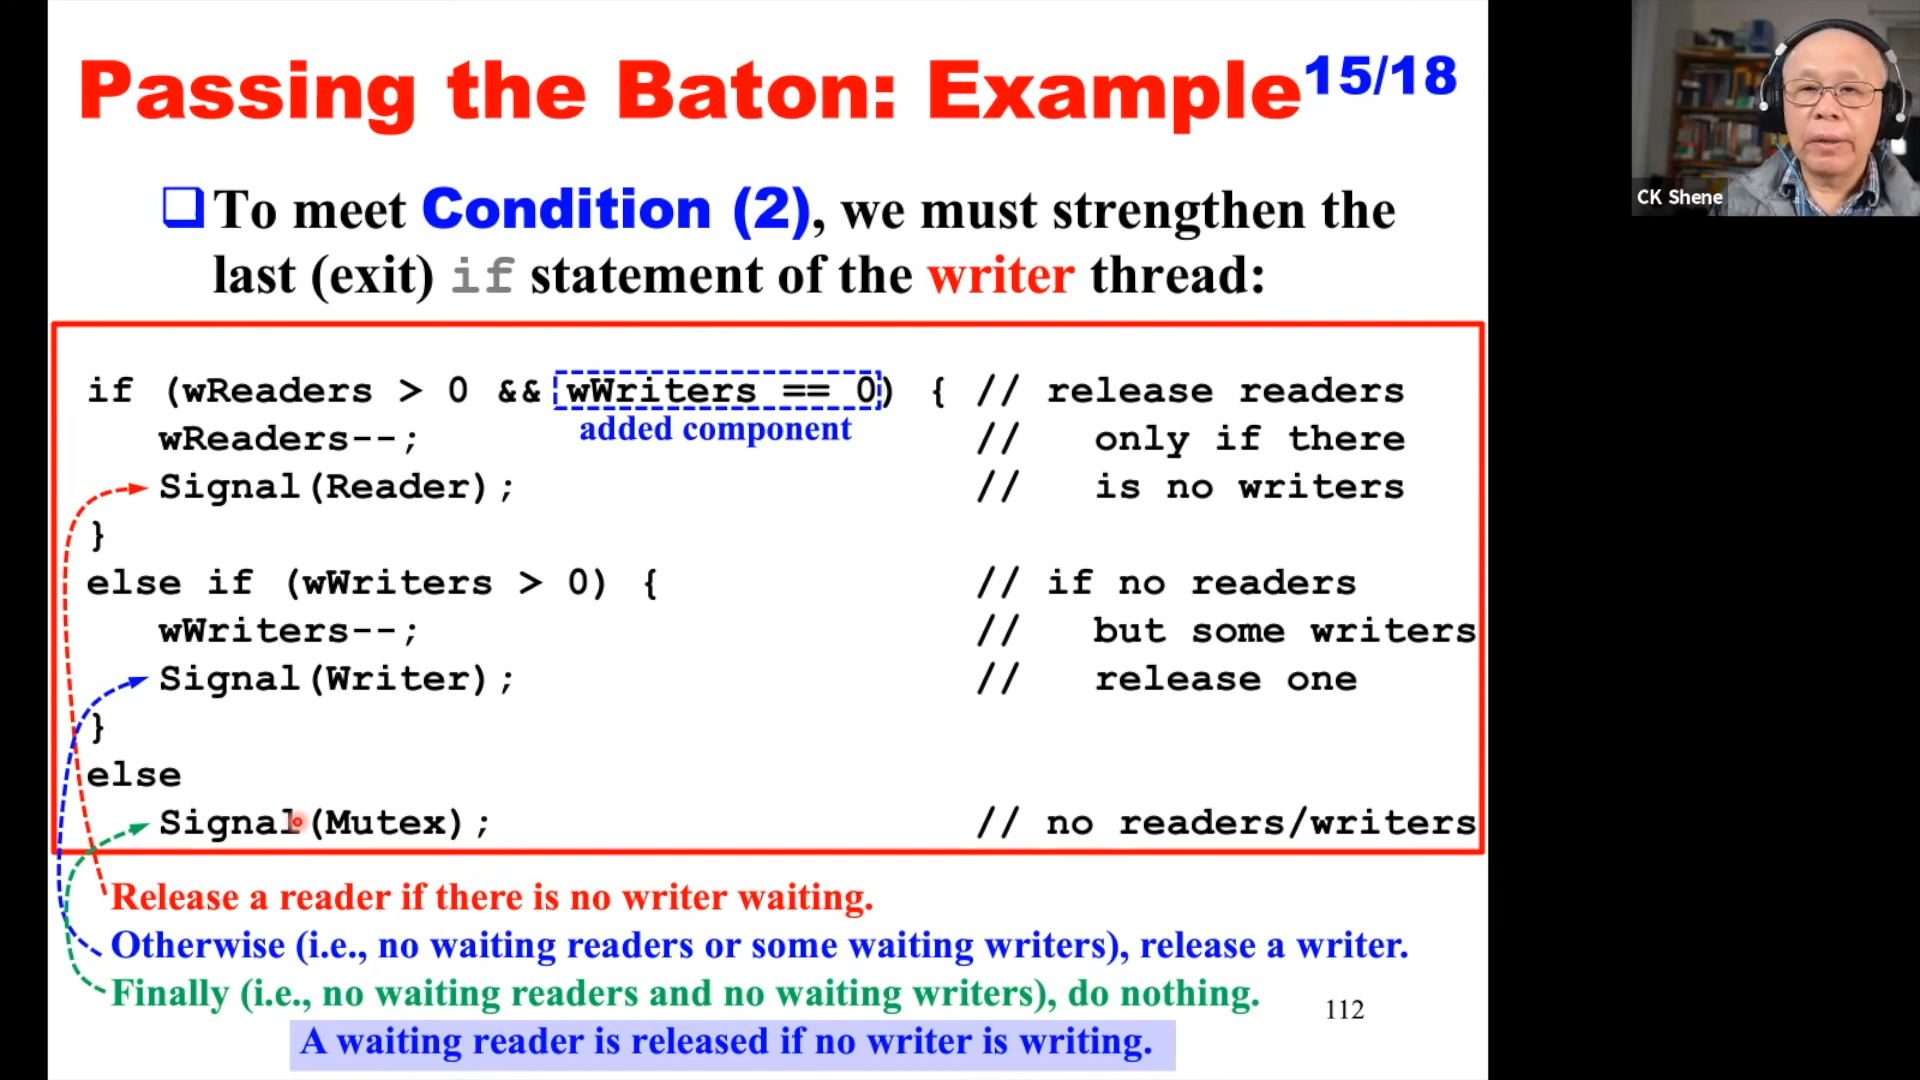 Passing the Baton: Example 15/18
CK Shene
To meet Condition (2), we must strengthen the
last (exit) if statement of the writer thread:
if (wReaders > 0 && wWriters == 0) { // release readers
added component
wReaders--; // only if there
Signal(Reader); // is no writers
}
else if (wWriters > 0) { // if no readers
wWriters--; // but some writers
Signal(Writer); // release one
}
else
Signal(Mutex); // no readers/writers
Release a reader if there is no writer waiting.
Otherwise (i.e., no waiting readers or some waiting writers), release a writer.
Finally (i.e., no waiting readers and no waiting writers), do nothing.
112
A waiting reader is released if no writer is writing.